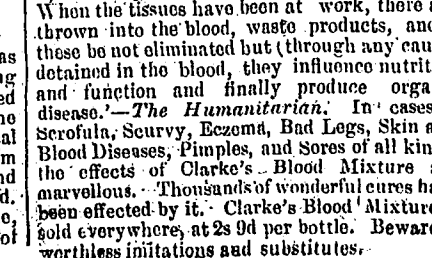 When the tissues have been at work, there a
thrown into the blood, waste products, and
these be not eliminated but (through any cau
detained in the blood, they influence nutrit
and function and finally produce orga
disease.'—The Humanitarian. In cases
Scrofula, Scurvy, Eczema, Bad Legs, Skin a
Blood Diseases, Pimples, and Sores of all kin
the effects of Clarke's Blood Mixture a
marvellous. Thousands of wonderful cures ha
been effected by it. Clarke's Blood Mixture
sold everywhere, at 2s 9d per bottle. Beware
worthless imitations and substitutes.